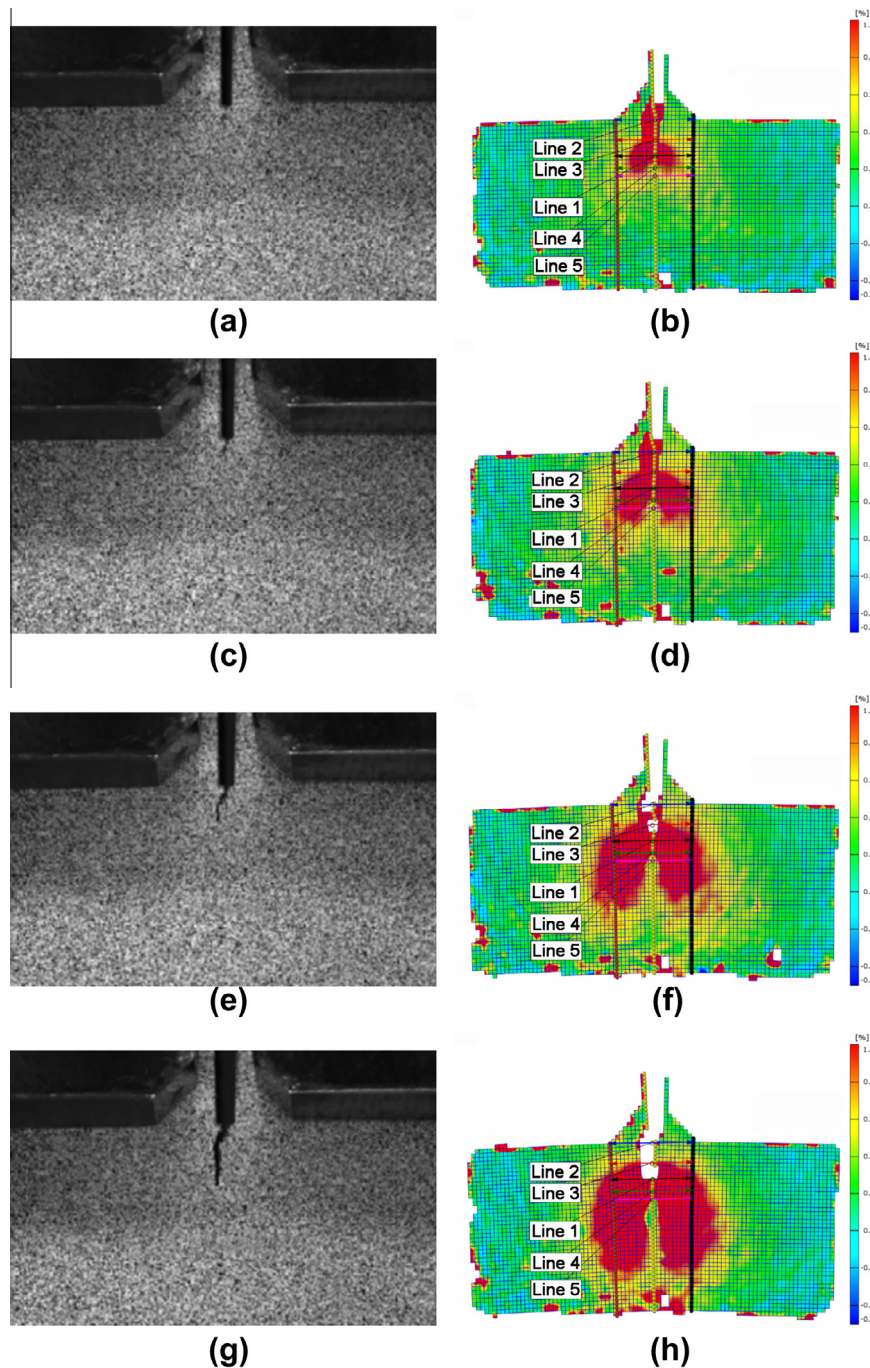 [%]
Line 2
Line 3
Line 1
Line 4
Line 5
(a)
(b)
[%]
Line 2
Line 3
Line 1
Line 4
Line 5
(c)
(d)
Line 2
Line 3
Line 1
Line 4
Line 5
(e)
(f)
Line 2
Line 3
Line 1
Line 4
Line 5
(g)
(h)